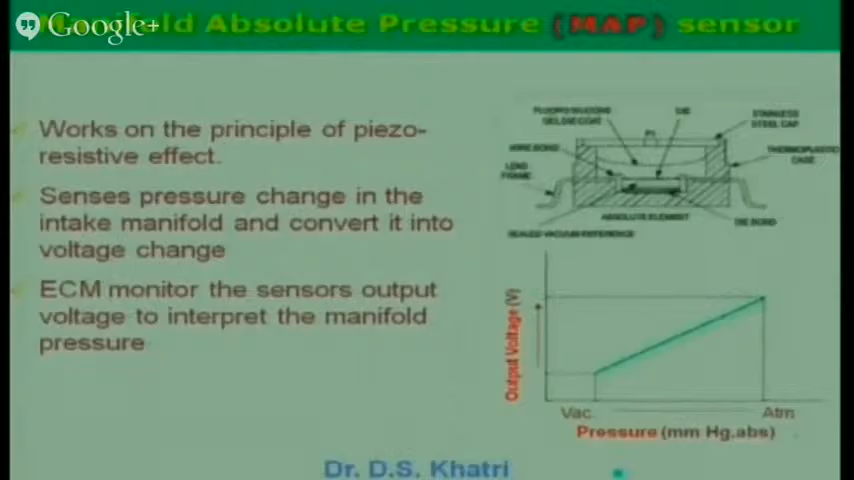 Manifold Absolute Pressure (MAP) sensor
Google+
Works on the principle of piezo-
resistive effect.
Senses pressure change in the
intake manifold and convert it into
voltage change
ECM monitor the sensors output
voltage to interpret the manifold
pressure
FLUORO SILICONE
GEL DIE COAT
DIE
STAINLESS
STEEL CAP
P1
WIRE BOND
THERMOPLASTIC
CASE
LEAD
FRAME
ABSOLUTE ELEMENT
DIE BOND
SEALED VACUUM REFERENCE
Output Voltage (V)
Vac.
Atm
Pressure (mm Hg.abs)
Dr. D.S. Khatri